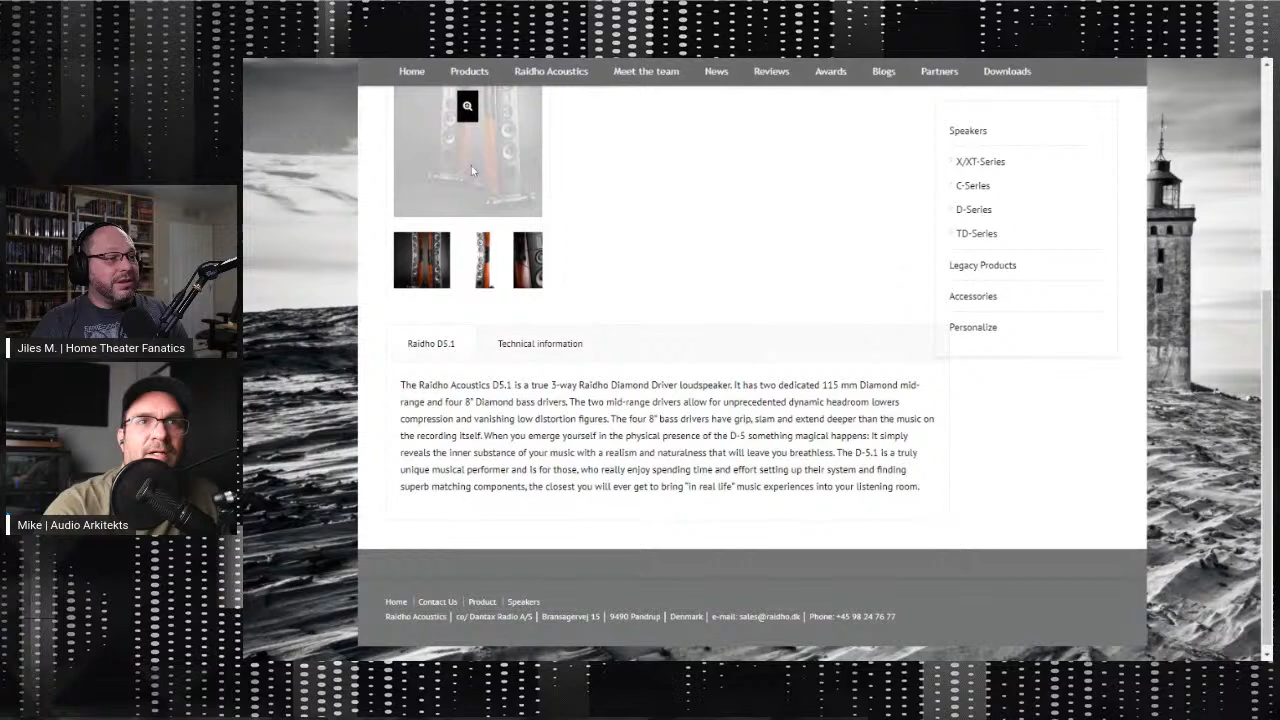 Home Products Raidho Acoustics Meet the team News Reviews Awards Blogs Partners Downloads
Speakers
X/XT-Series
C-Series
D-Series
TD-Series
Legacy Products
Accessories
Personalize
Jiles M. | Home Theater Fanatics
Mike | Audio Arkitekts
Raidho D5.1 Technical information
The Raidho Acoustics D5.1 is a true 3-way Raidho Diamond Driver loudspeaker. It has two dedicated 115 mm Diamond mid-
range and four 8" Diamond bass drivers. The two mid-range drivers allow for unprecedented dynamic headroom lowers
compression and vanishing low distortion figures. The four 8" bass drivers have grip, slam and extend deeper than the music on
the recording itself. When you emerge yourself in the physical presence of the D-5 something magical happens: It simply
reveals the inner substance of your music with a realism and naturalness that will leave you breathless. The D-5.1 is a truly
unique musical performer and is for those, who really enjoy spending time and effort setting up their system and finding
superb matching components, the closest you will ever get to bring "in real life" music experiences into your listening room.
Home | Contact Us | Product | Speakers
Raidho Acoustics | co/ Dantax Radio A/S | Bransagervej 15 | 9490 Pandrup | Denmark | e-mail: sales@raidho.dk | Phone: +45 98 24 76 77